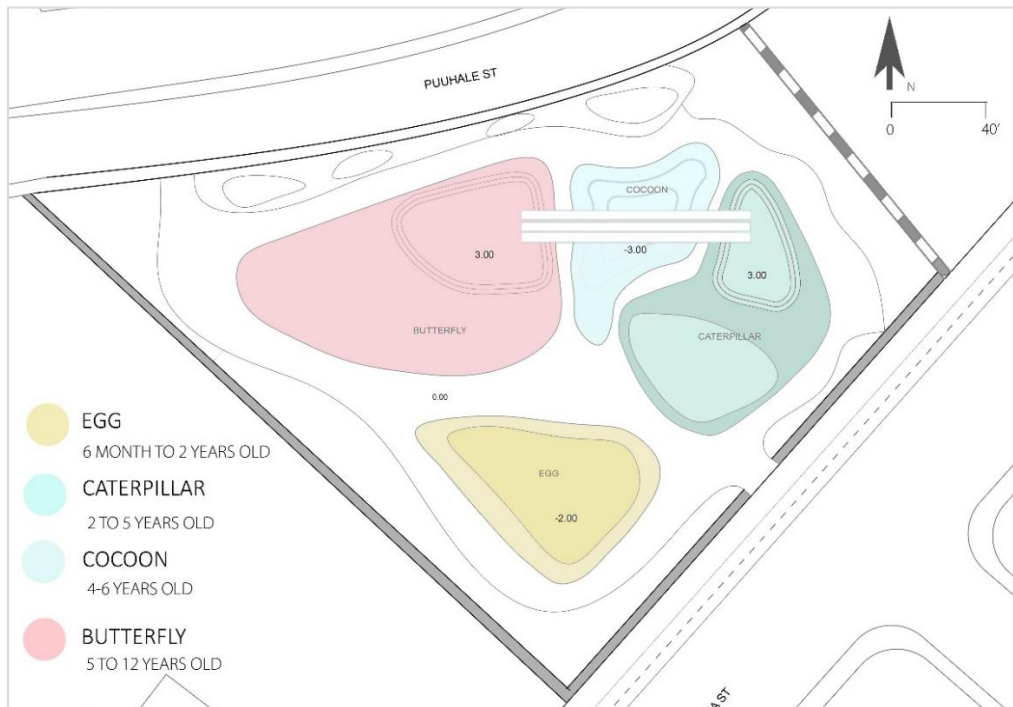 PUUHALE ST
N
0 40'
COCOON
3.00
-3.00
3.00
BUTTERFLY
CATERPILLAR
0.00
EGG
-2.00
EGG
6 MONTH TO 2 YEARS OLD
CATERPILLAR
2 TO 5 YEARS OLD
COCOON
4-6 YEARS OLD
BUTTERFLY
5 TO 12 YEARS OLD
ST